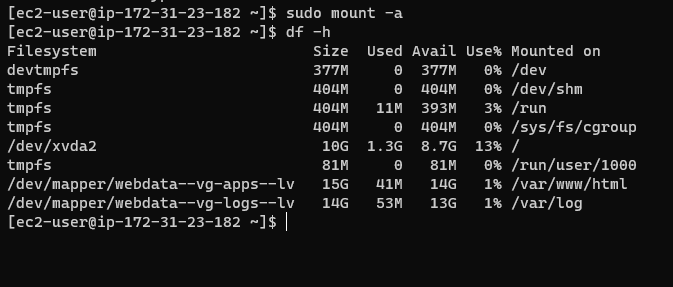 [ec2-user@ip-172-31-23-182 ~]$ sudo mount -a
[ec2-user@ip-172-31-23-182 ~]$ df -h
Filesystem                        Size  Used Avail Use% Mounted on
devtmpfs                          377M     0  377M   0% /dev
tmpfs                             404M     0  404M   0% /dev/shm
tmpfs                             404M   11M  393M   3% /run
tmpfs                             404M     0  404M   0% /sys/fs/cgroup
/dev/xvda2                         10G  1.3G  8.7G  13% /
tmpfs                              81M     0   81M   0% /run/user/1000
/dev/mapper/webdata--vg-apps--lv   15G   41M   14G   1% /var/www/html
/dev/mapper/webdata--vg-logs--lv   14G   53M   13G   1% /var/log
[ec2-user@ip-172-31-23-182 ~]$